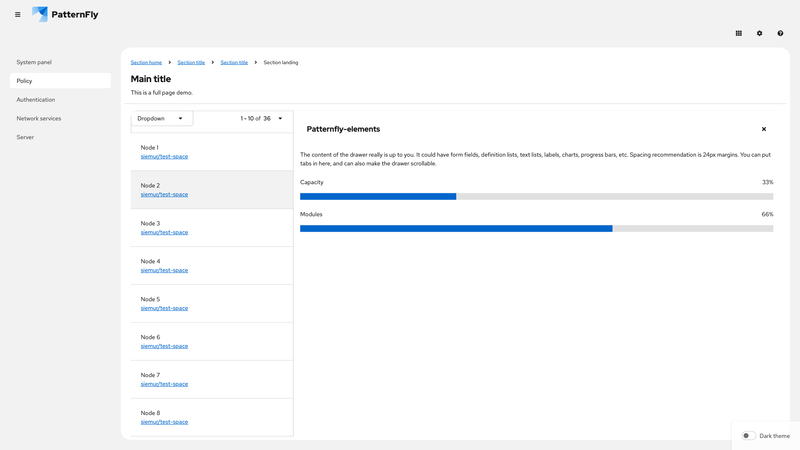 PatternFly
System panel
Policy
Authentication
Network services
Server
Section home Section title Section title Section landing
Main title
This is a full page demo.
Dropdown 1 - 10 of 36
Node 1
siemur/test-space
Node 2
siemur/test-space
Node 3
siemur/test-space
Node 4
siemur/test-space
Node 5
siemur/test-space
Node 6
siemur/test-space
Node 7
siemur/test-space
Node 8
siemur/test-space
Patternfly-elements
The content of the drawer really is up to you. It could have form fields, definition lists, text lists, labels, charts, progress bars, etc. Spacing recommendation is 24px margins. You can put
tabs in here, and can also make the drawer scrollable.
Capacity 33%
Modules 66%
Dark theme